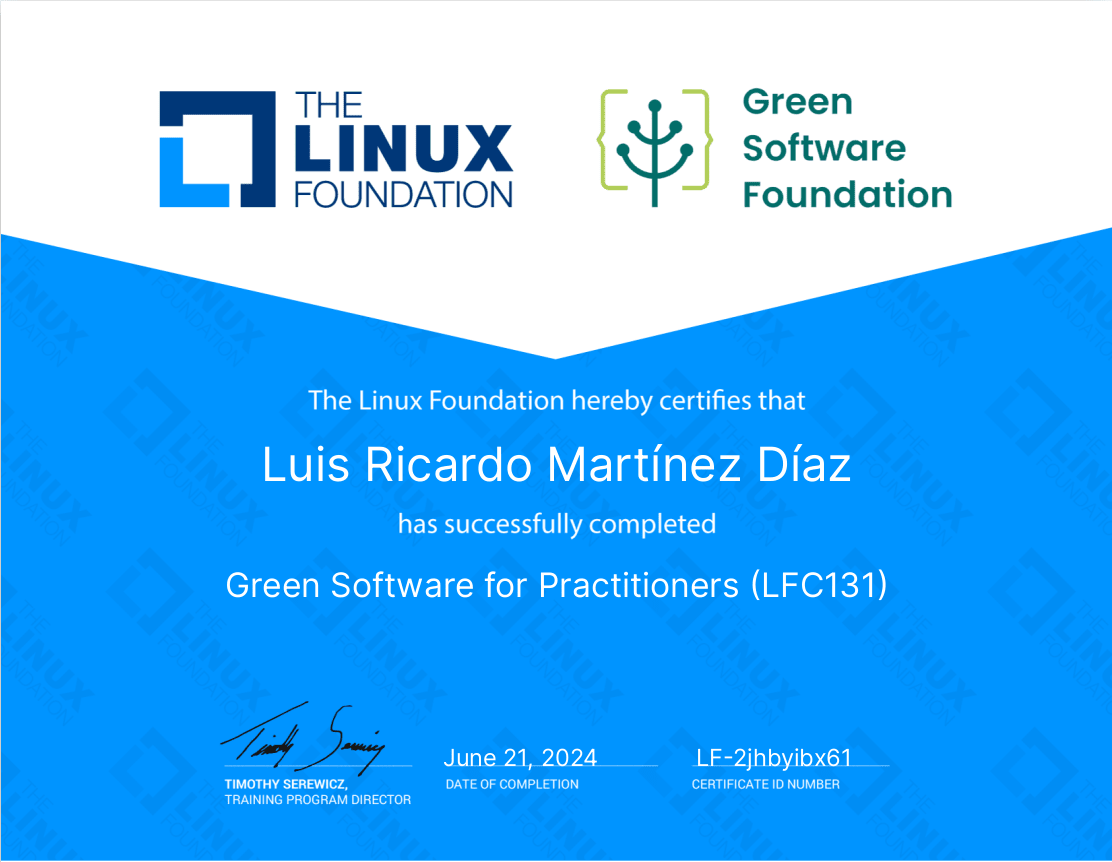 THE
LINUX
FOUNDATION
Green
Software
Foundation
The Linux Foundation hereby certifies that
Luis Ricardo Martínez Díaz
has successfully completed
Green Software for Practitioners (LFC131)
Timothy Serewicz
TIMOTHY SEREWICZ,
TRAINING PROGRAM DIRECTOR
June 21, 2024
DATE OF COMPLETION
LF-2jhbyibx61
CERTIFICATE ID NUMBER